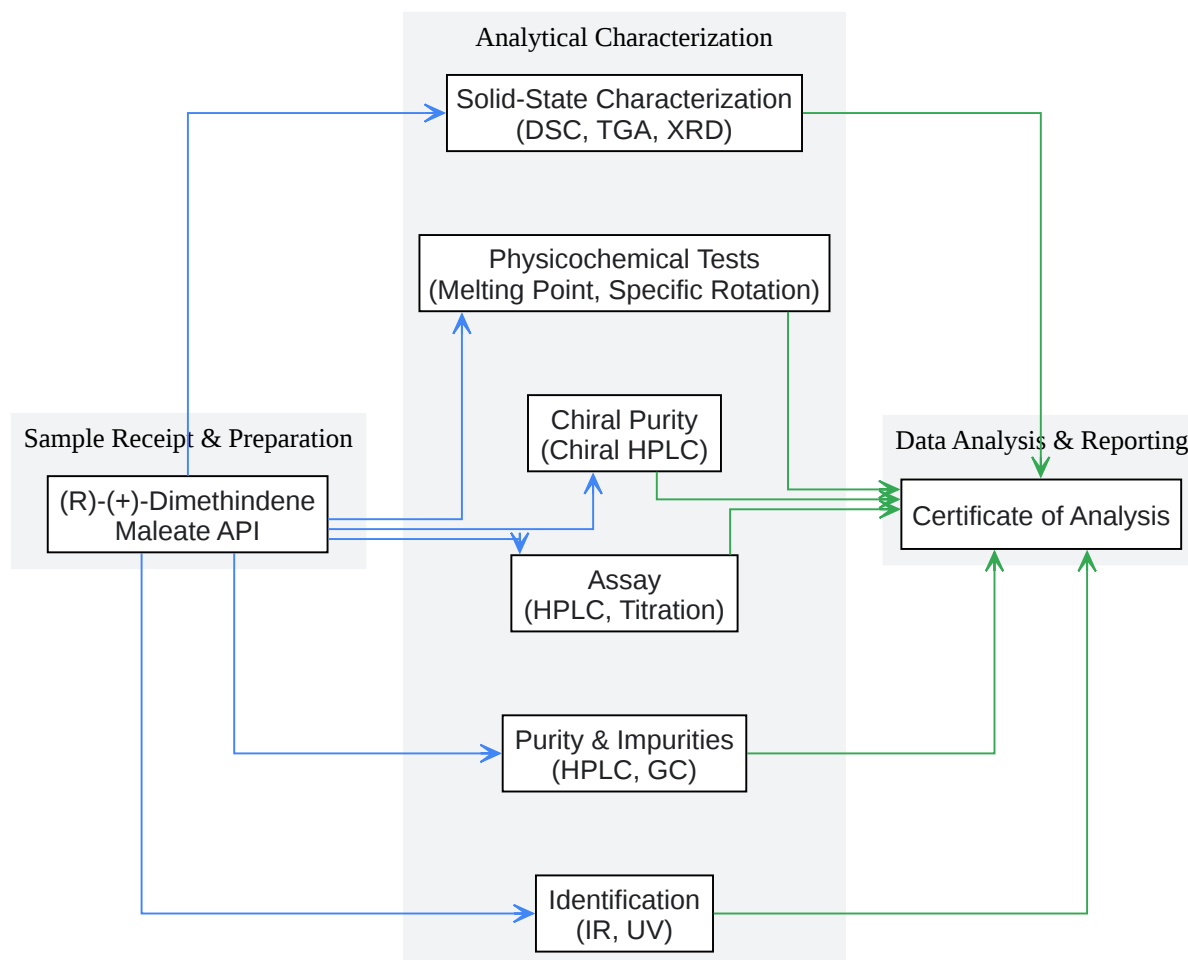 Analytical Characterization
Solid-State Characterization
(DSC, TGA, XRD)
Physicochemical Tests
(Melting Point, Specific Rotation)
Chiral Purity
(Chiral HPLC)
Sample Receipt & Preparation
(R)-(+)-Dimethindene
Maleate API
Data Analysis & Reporting
Certificate of Analysis
Assay
(HPLC, Titration)
Purity & Impurities
(HPLC, GC)
Identification
(IR, UV)